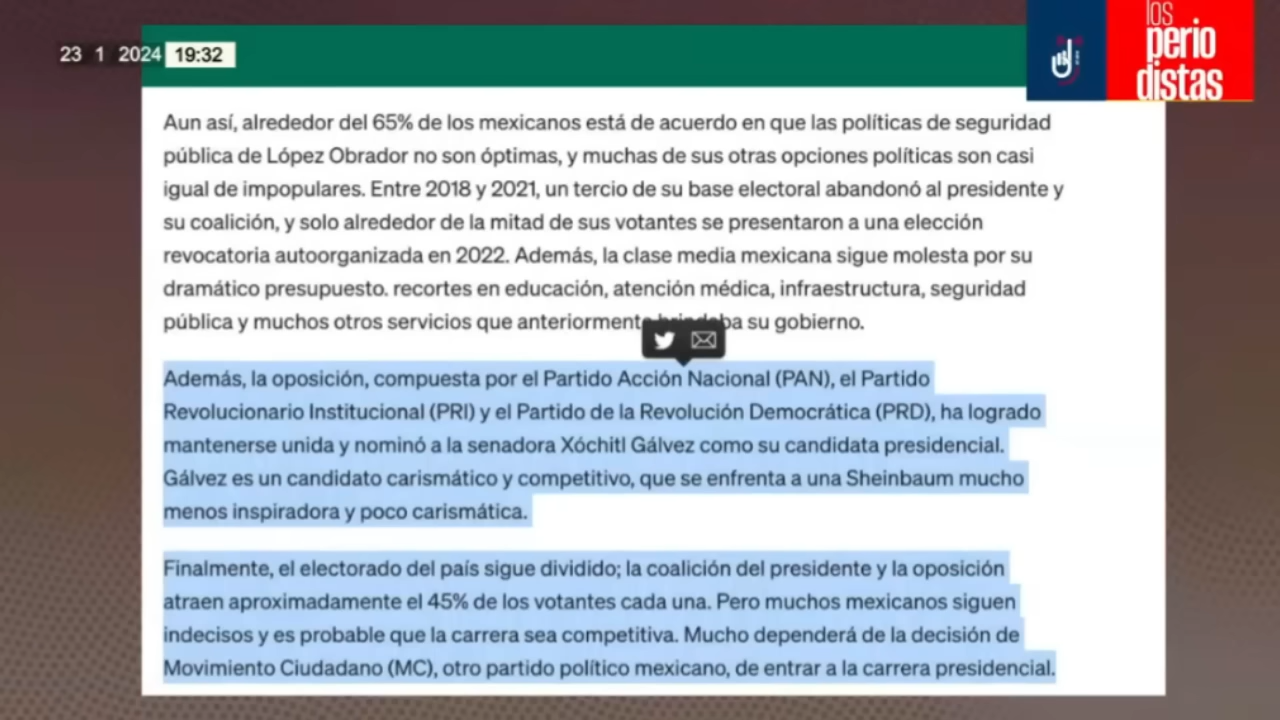 23 1 2024 19:32
los
perio
distas
Aun así, alrededor del 65% de los mexicanos está de acuerdo en que las políticas de seguridad
pública de López Obrador no son óptimas, y muchas de sus otras opciones políticas son casi
igual de impopulares. Entre 2018 y 2021, un tercio de su base electoral abandonó al presidente y
su coalición, y solo alrededor de la mitad de sus votantes se presentaron a una elección
revocatoria autoorganizada en 2022. Además, la clase media mexicana sigue molesta por su
dramático presupuesto. recortes en educación, atención médica, infraestructura, seguridad
pública y muchos otros servicios que anteriormente brindaba su gobierno.
Además, la oposición, compuesta por el Partido Acción Nacional (PAN), el Partido
Revolucionario Institucional (PRI) y el Partido de la Revolución Democrática (PRD), ha logrado
mantenerse unida y nominó a la senadora Xóchitl Gálvez como su candidata presidencial.
Gálvez es un candidato carismático y competitivo, que se enfrenta a una Sheinbaum mucho
menos inspiradora y poco carismática.
Finalmente, el electorado del país sigue dividido; la coalición del presidente y la oposición
atraen aproximadamente el 45% de los votantes cada una. Pero muchos mexicanos siguen
indecisos y es probable que la carrera sea competitiva. Mucho dependerá de la decisión de
Movimiento Ciudadano (MC), otro partido político mexicano, de entrar a la carrera presidencial.